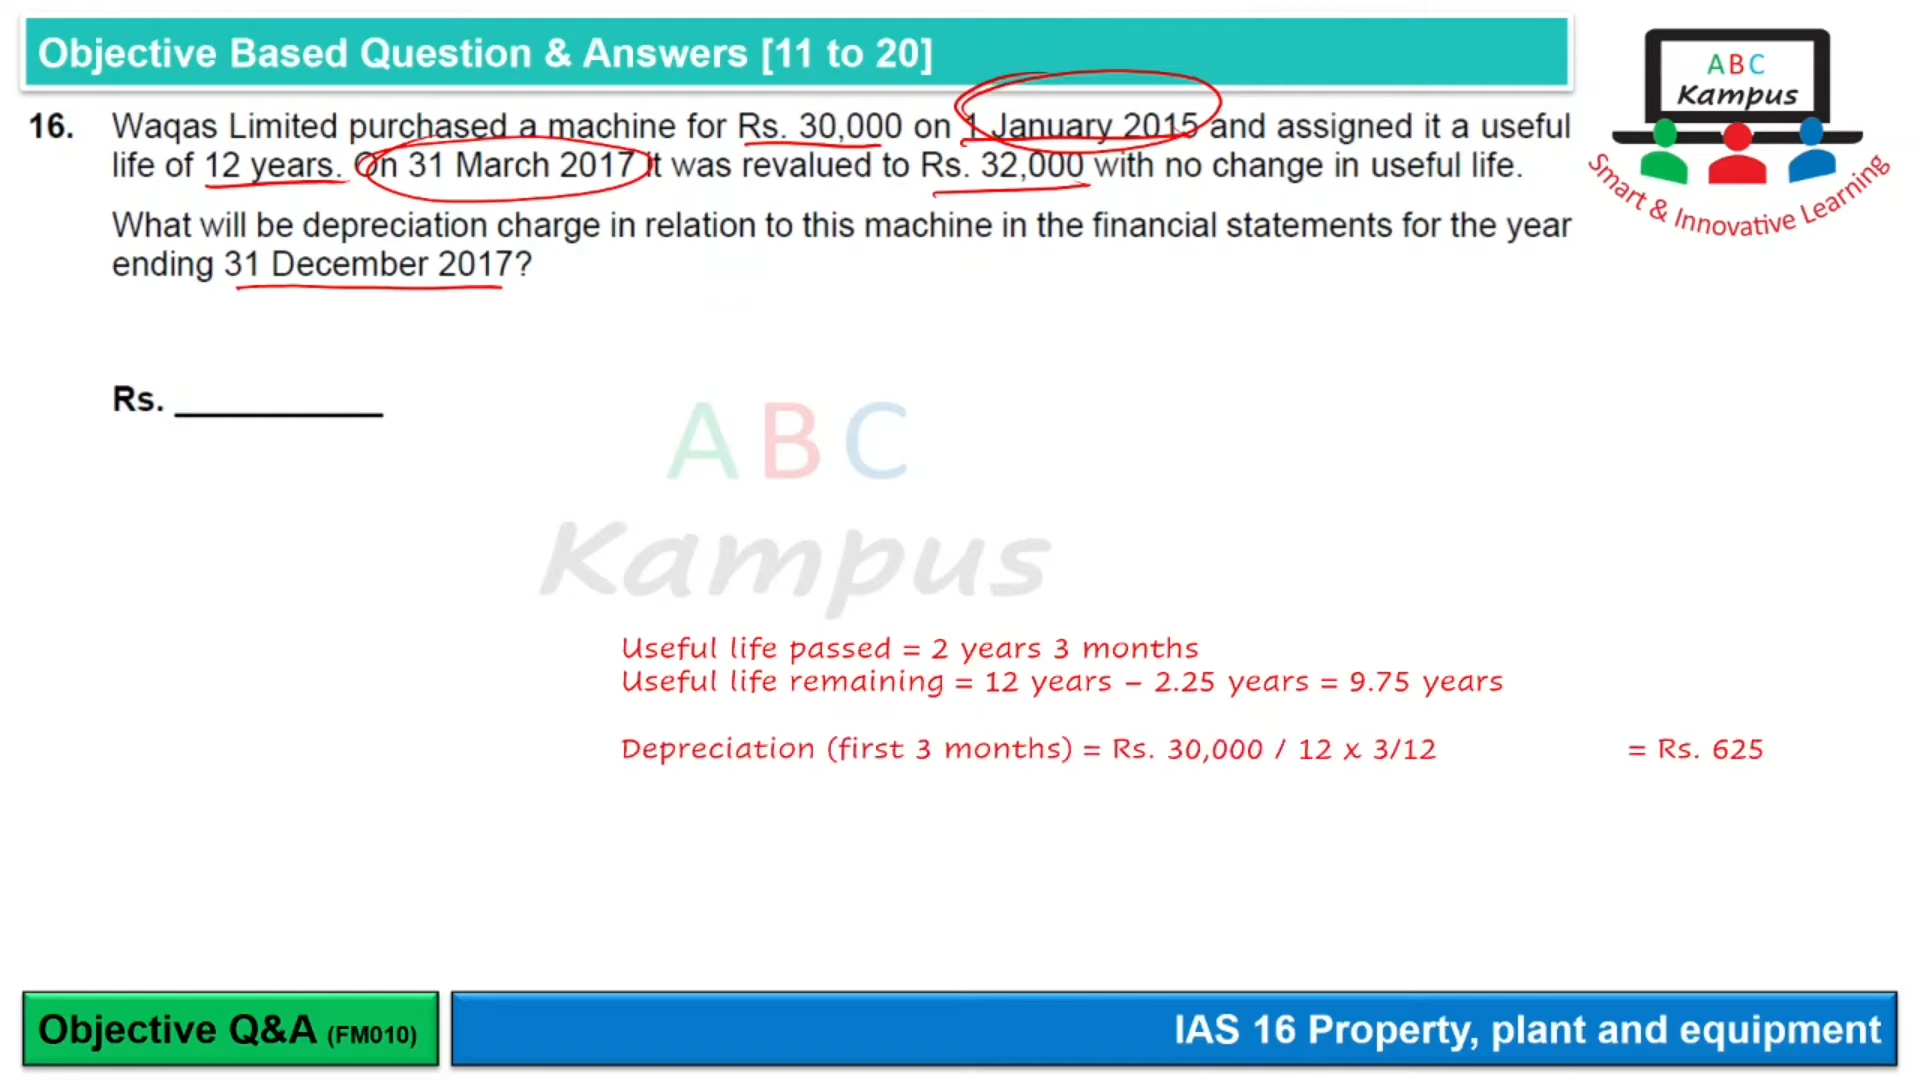 Objective Based Question & Answers [11 to 20]
ABC
Kampus
Smart & Innovative Learning
16. Waqas Limited purchased a machine for Rs. 30,000 on 1 January 2015 and assigned it a useful
life of 12 years. On 31 March 2017 it was revalued to Rs. 32,000 with no change in useful life.
What will be depreciation charge in relation to this machine in the financial statements for the year
ending 31 December 2017?
Rs. ___________
ABC
Kampus
Useful life passed = 2 years 3 months
Useful life remaining = 12 years – 2.25 years = 9.75 years
Depreciation (first 3 months) = Rs. 30,000 / 12 x 3/12 = Rs. 625
Objective Q&A (FM010)
IAS 16 Property, plant and equipment